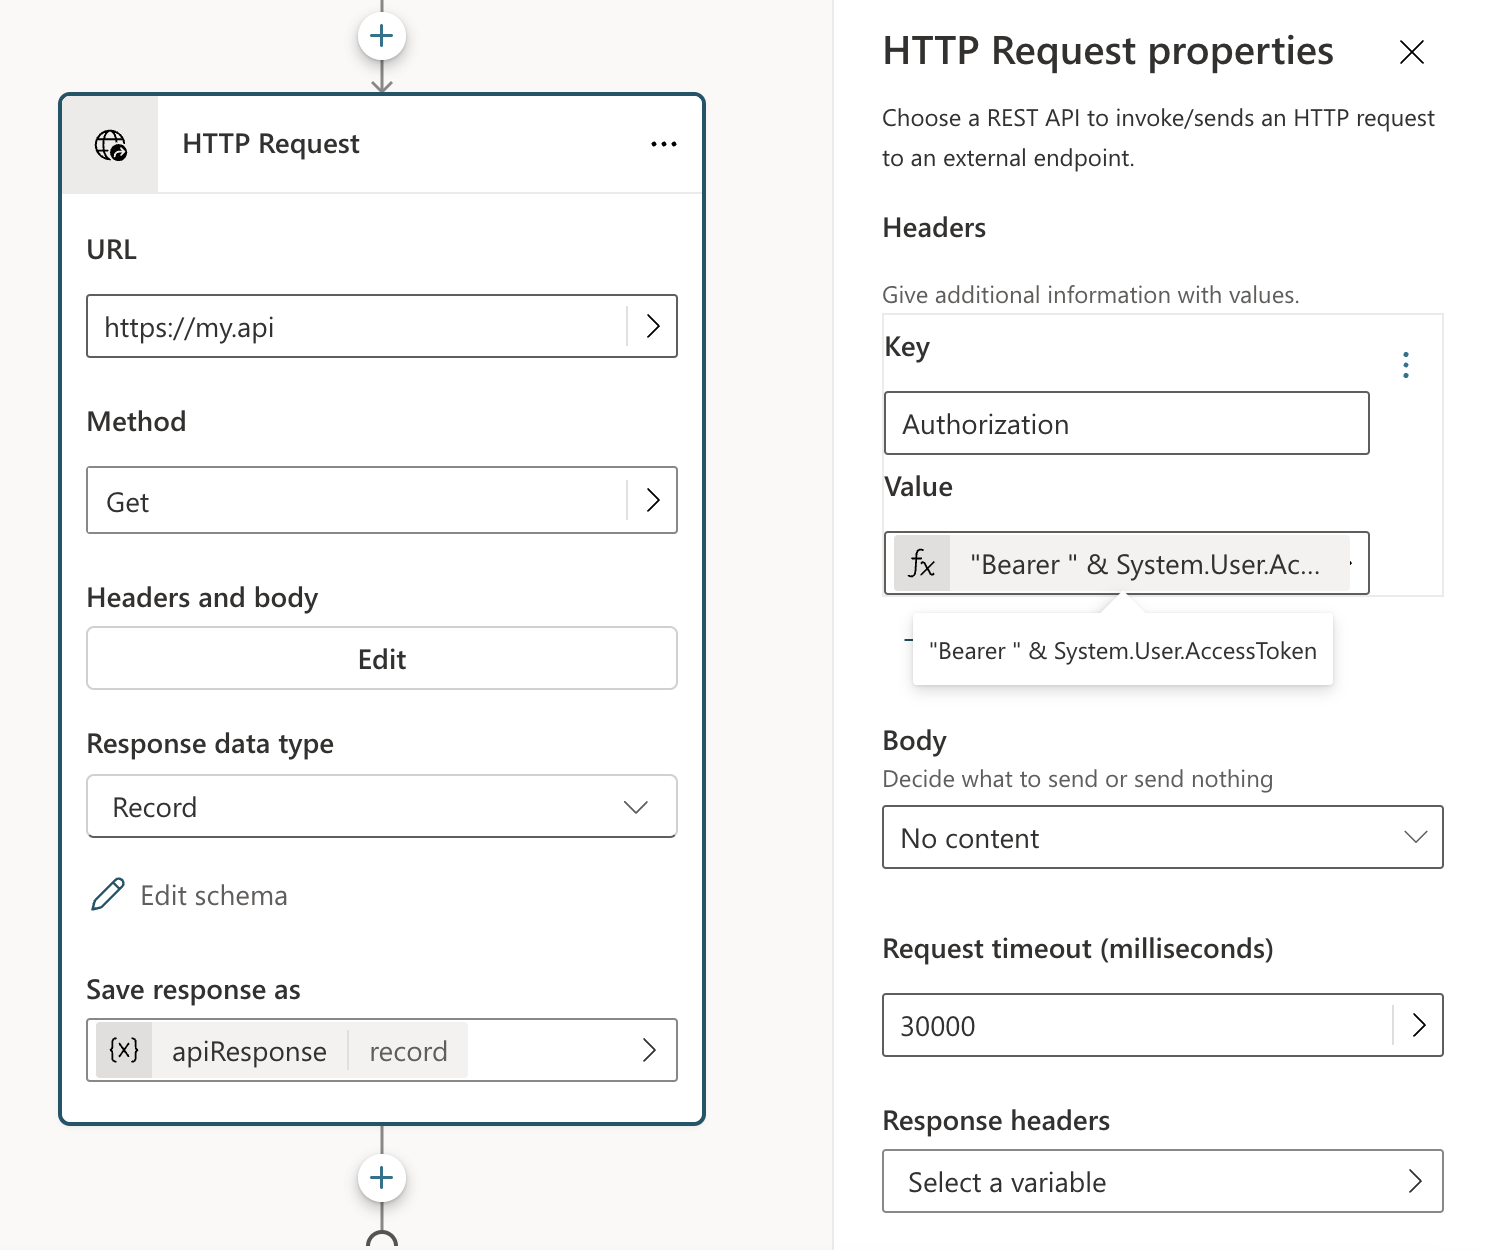 HTTP Request
URL
https://my.api
Method
Get
Headers and body
Edit
Response data type
Record
Edit schema
Save response as
{x} apiResponse record
HTTP Request properties
Choose a REST API to invoke/sends an HTTP request
to an external endpoint.
Headers
Give additional information with values.
Key
Authorization
Value
fx "Bearer " & System.User.Ac...
"Bearer " & System.User.AccessToken
Body
Decide what to send or send nothing
No content
Request timeout (milliseconds)
30000
Response headers
Select a variable